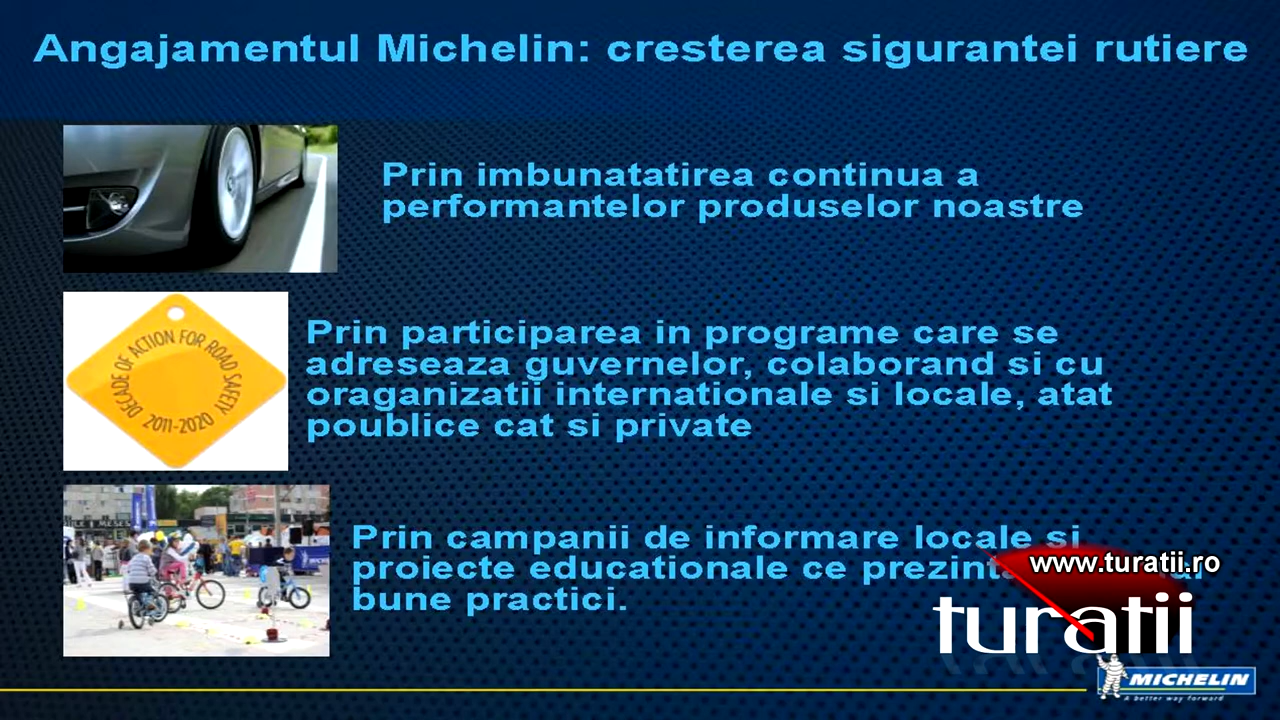 Angajamentul Michelin: cresterea sigurantei rutiere
Prin imbunatatirea continua a
performantelor produselor noastre
DECADE OF ACTION FOR ROAD SAFETY
2011-2020
Prin participarea in programe care se
adreseaza guvernelor, colaborand si cu
oraganizatii internationale si locale, atat
poublice cat si private
Prin campanii de informare locale si
proiecte educationale ce
bune practici.
www.turatii.ro
turatii
MICHELIN
A better way forward